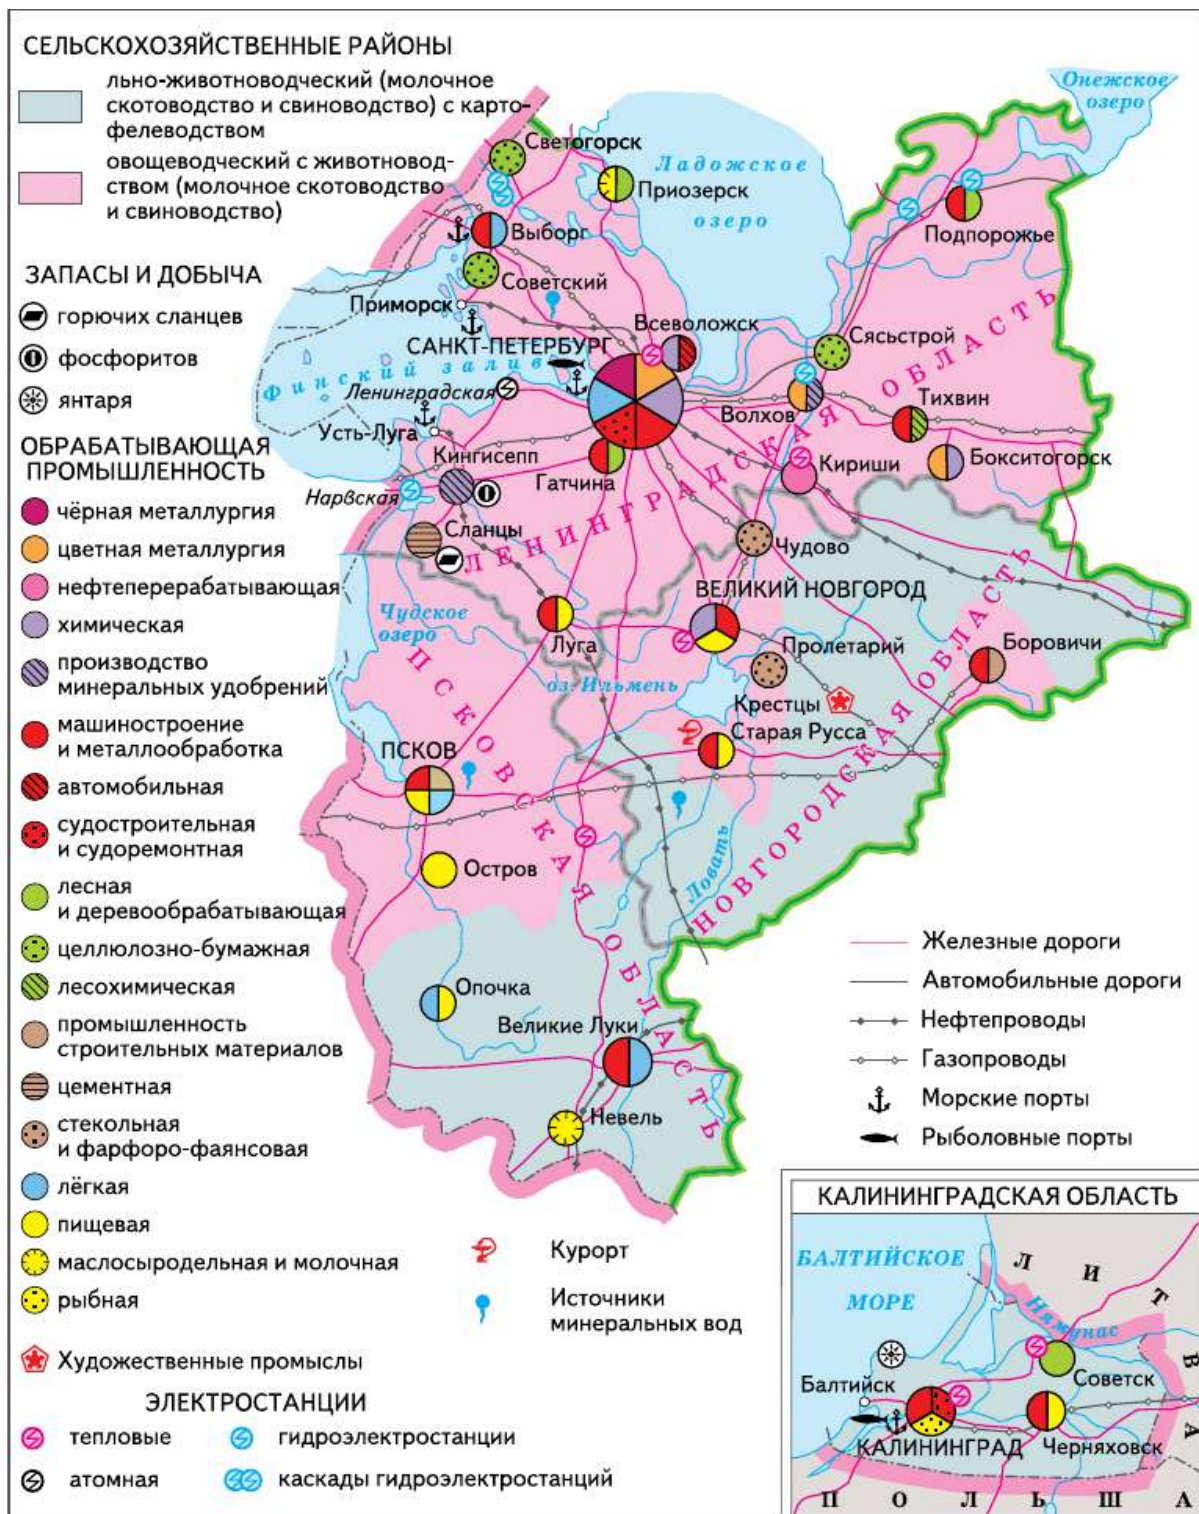 СЕЛЬСКОХОЗЯЙСТВЕННЫЕ РАЙОНЫ
льно-животноводческий (молочное
скотоводство и свиноводство) с карто-
фелеводством
овощеводческий с животновод-
ством (молочное скотоводство
и свиноводство)
ЗАПАСЫ И ДОБЫЧА
горючих сланцев
фосфоритов
янтаря
ОБРАБАТЫВАЮЩАЯ
ПРОМЫШЛЕННОСТЬ
чёрная металлургия
цветная металлургия
нефтеперерабатывающая
химическая
производство
минеральных удобрений
машиностроение
и металлообработка
автомобильная
судостроительная
и судоремонтная
лесная
и деревообрабатывающая
целлюлозно-бумажная
лесохимическая
промышленность
строительных материалов
цементная
стекольная
и фарфоро-фаянсовая
лёгкая
пищевая
маслосыродельная и молочная
рыбная
Художественные промыслы
ЭЛЕКТРОСТАНЦИИ
тепловые
гидроэлектростанции
атомная
каскады гидроэлектростанций
Курорт
Источники
минеральных вод
Железные дороги
Автомобильные дороги
Нефтепроводы
Газопроводы
Морские порты
Рыболовные порты
Онежское
озеро
Светогорск
Ладожское
озеро
Приозерск
Выборг
Подпорожье
Советский
Приморск
Всеволожск
Сясьстрой
САНКТ-ПЕТЕРБУРГ
Финский залив
Ленинградская
Волхов
Тихвин
Усть-Луга
Кингисепп
Гатчина
Кириши
Бокситогорск
Нарвская
Сланцы
ЛЕНИНГРАДСКАЯ ОБЛАСТЬ
Чудово
ВЕЛИКИЙ НОВГОРОД
Чудское
озеро
Луга
Пролетарий
Боровичи
оз. Ильмень
Крестцы
Старая Русса
ПСКОВ
ПСКОВСКАЯ ОБЛАСТЬ
Остров
Ловать
НОВГОРОДСКАЯ ОБЛАСТЬ
Опочка
Великие Луки
Невель
КАЛИНИНГРАДСКАЯ ОБЛАСТЬ
БАЛТИЙСКОЕ
МОРЕ
ЛИТВА
Нямунас
Балтийск
Советск
КАЛИНИНГРАД
Черняховск
ПОЛЬША